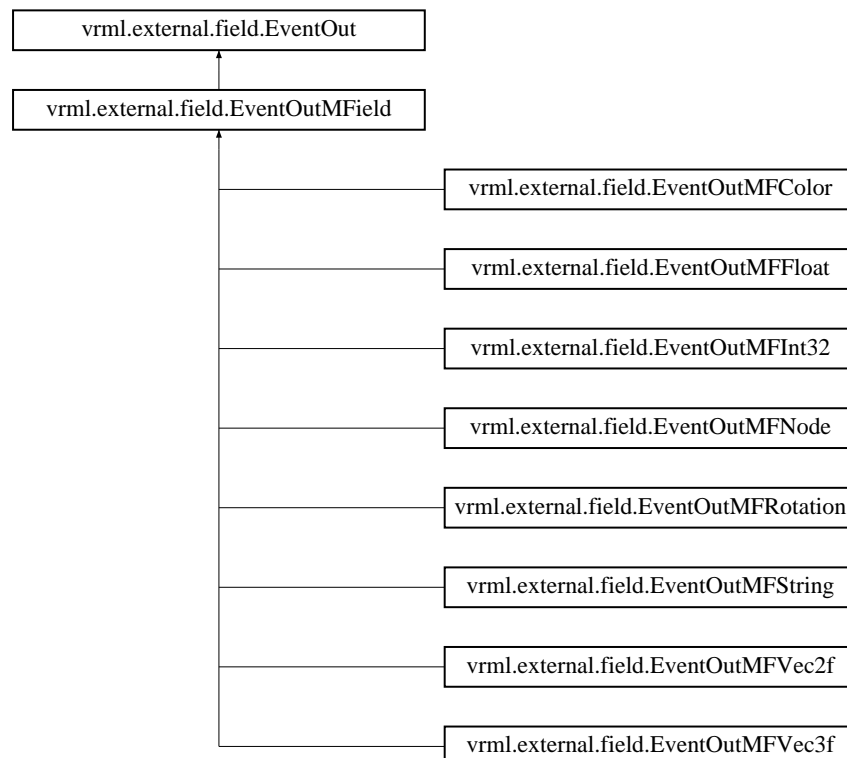 vrml.external.field.EventOut
vrml.external.field.EventOutMField
vrml.external.field.EventOutMFColor
vrml.external.field.EventOutMFFloat
vrml.external.field.EventOutMFInt32
vrml.external.field.EventOutMFNode
vrml.external.field.EventOutMFRotation
vrml.external.field.EventOutMFString
vrml.external.field.EventOutMFVec2f
vrml.external.field.EventOutMFVec3f